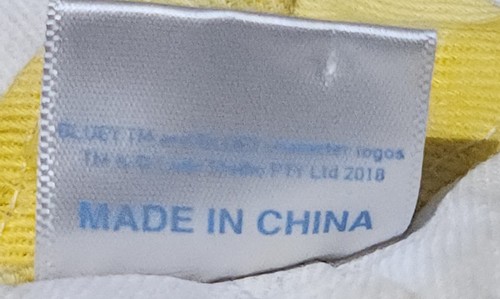 BLUEY TM and BLUEY character logos
TM & © Ludo Studio PTY Ltd 2018
MADE IN CHINA